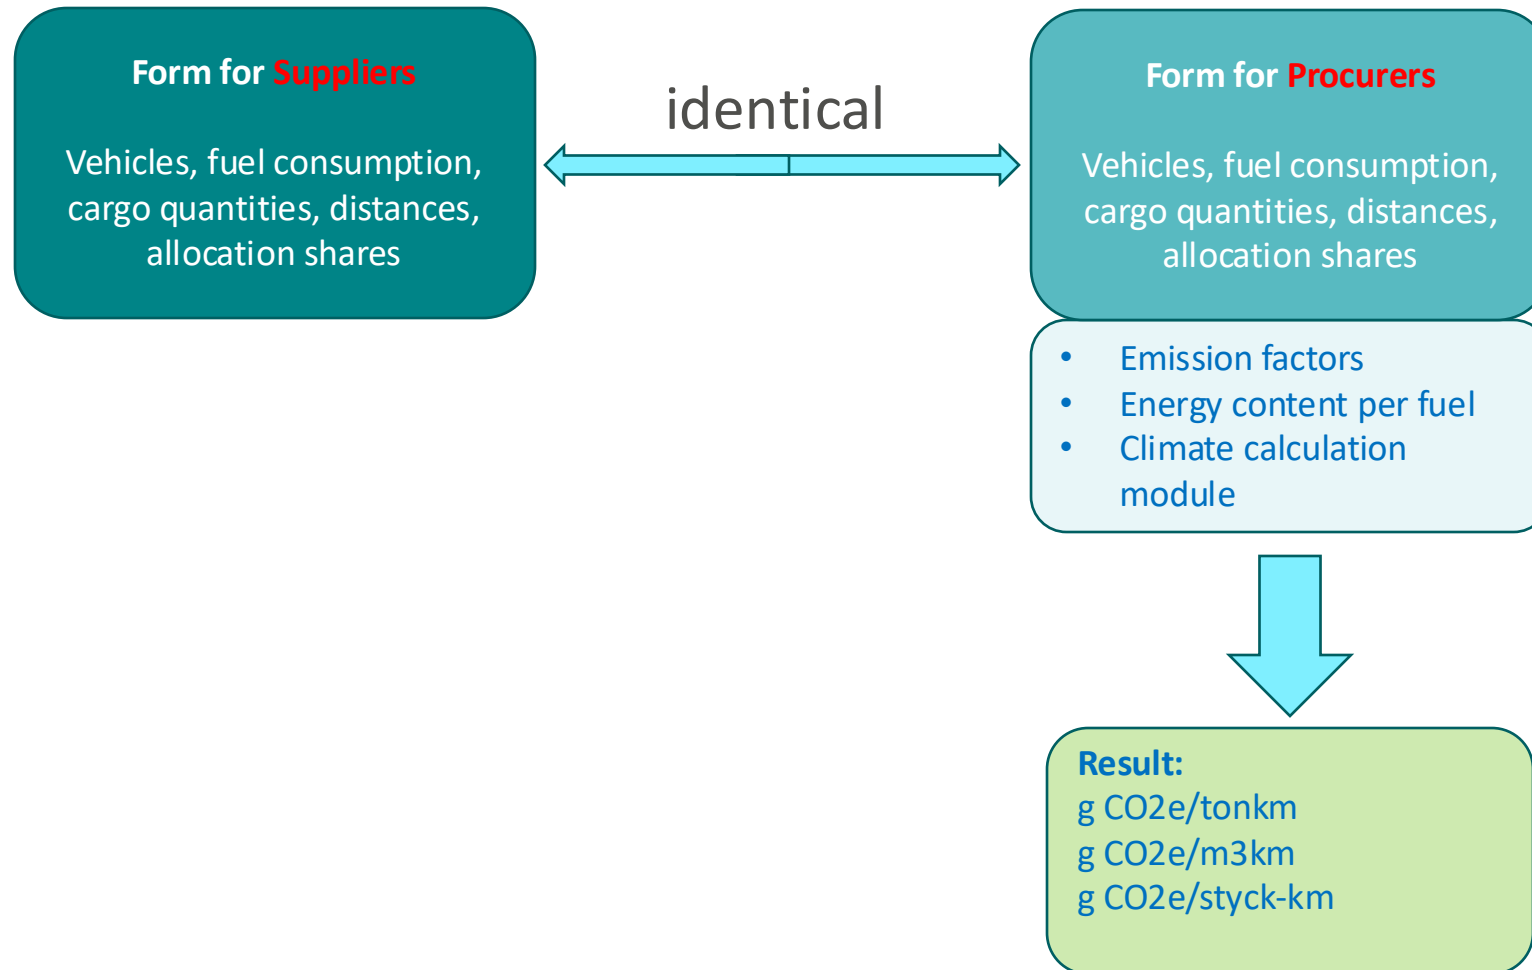 Form for Suppliers
Vehicles, fuel consumption,
cargo quantities, distances,
allocation shares
identical
Form for Procurers
Vehicles, fuel consumption,
cargo quantities, distances,
allocation shares
• Emission factors
• Energy content per fuel
• Climate calculation
module
Result:
g CO2e/tonkm
g CO2e/m3km
g CO2e/styck-km